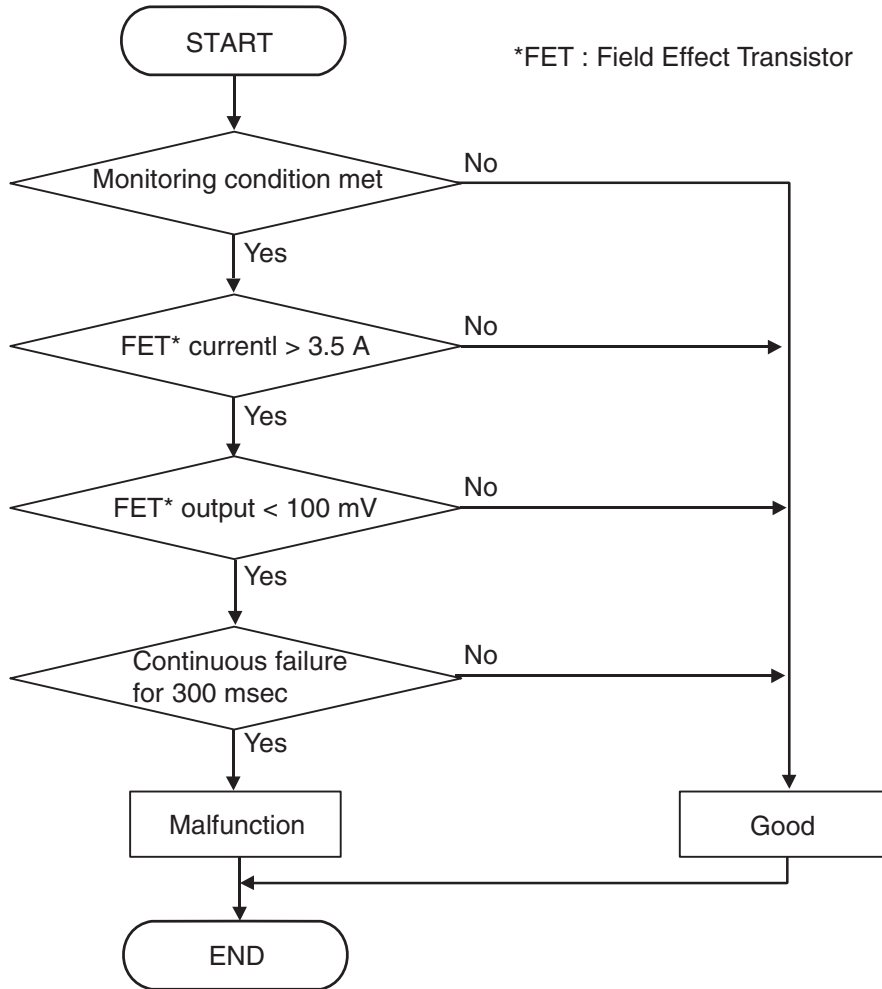 START
*FET : Field Effect Transistor
Monitoring condition met
No
Yes
FET* currentl > 3.5 A
No
Yes
FET* output < 100 mV
No
Yes
Continuous failure
for 300 msec
No
Yes
Malfunction
Good
END